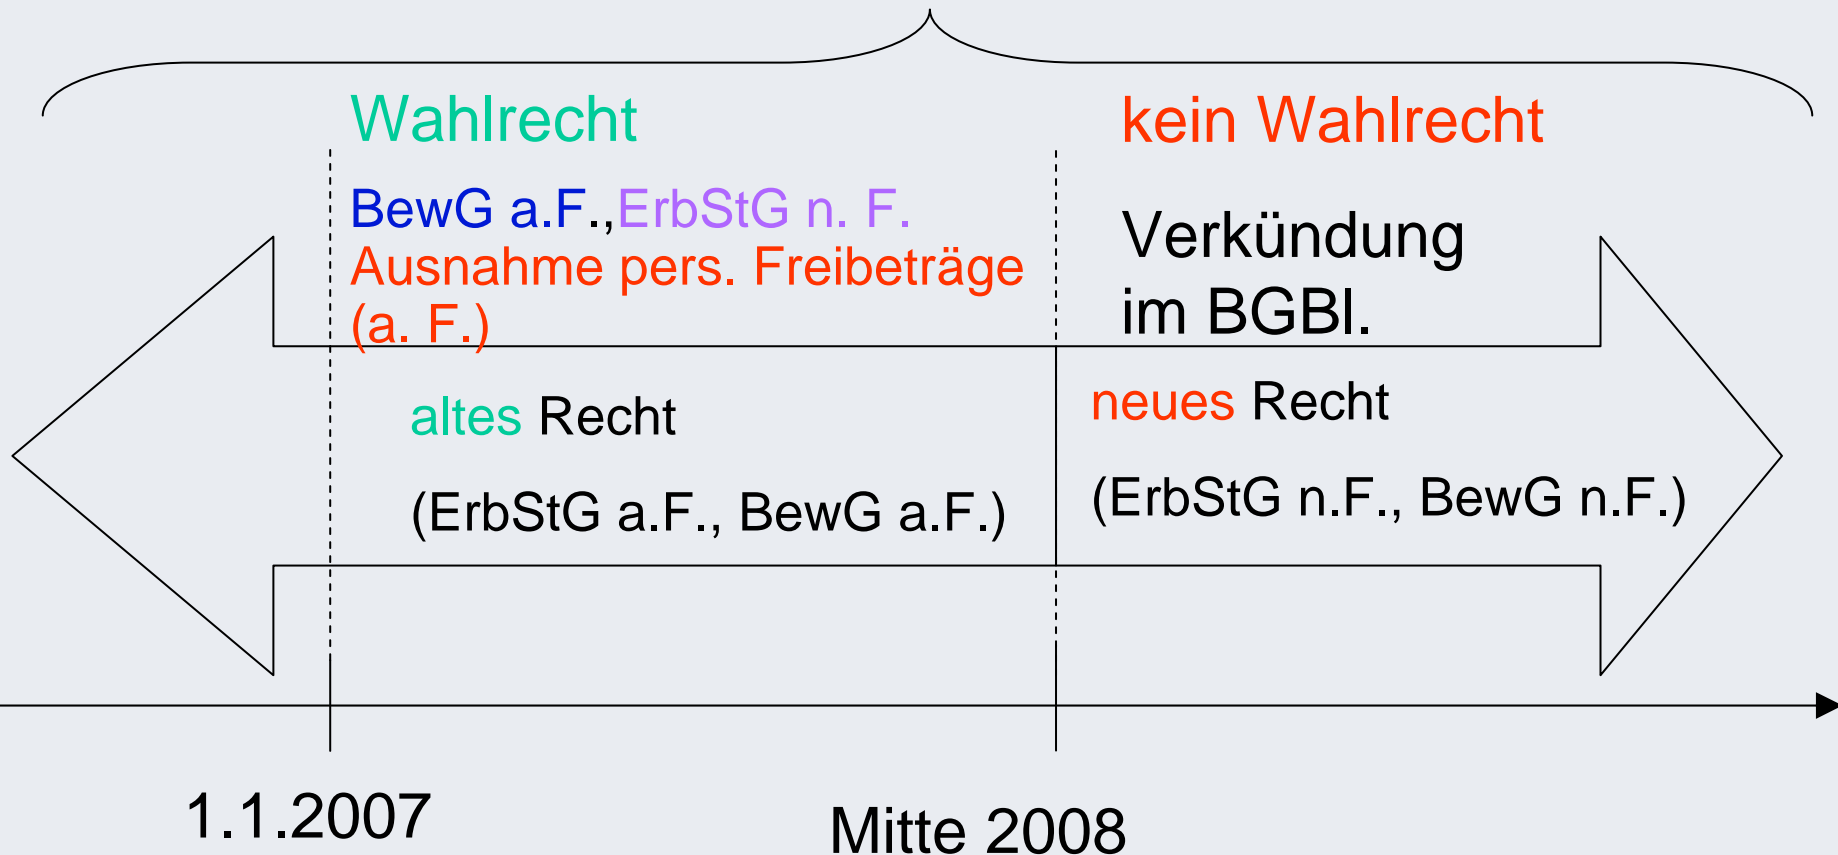 Wahlrecht
BewG a.F.,ErbStG n. F.
Ausnahme pers. Freibeträge
(a. F.)
kein Wahlrecht
Verkündung
im BGBl.
altes Recht
(ErbStG a.F., BewG a.F.)
neues Recht
(ErbStG n.F., BewG n.F.)
1.1.2007
Mitte 2008